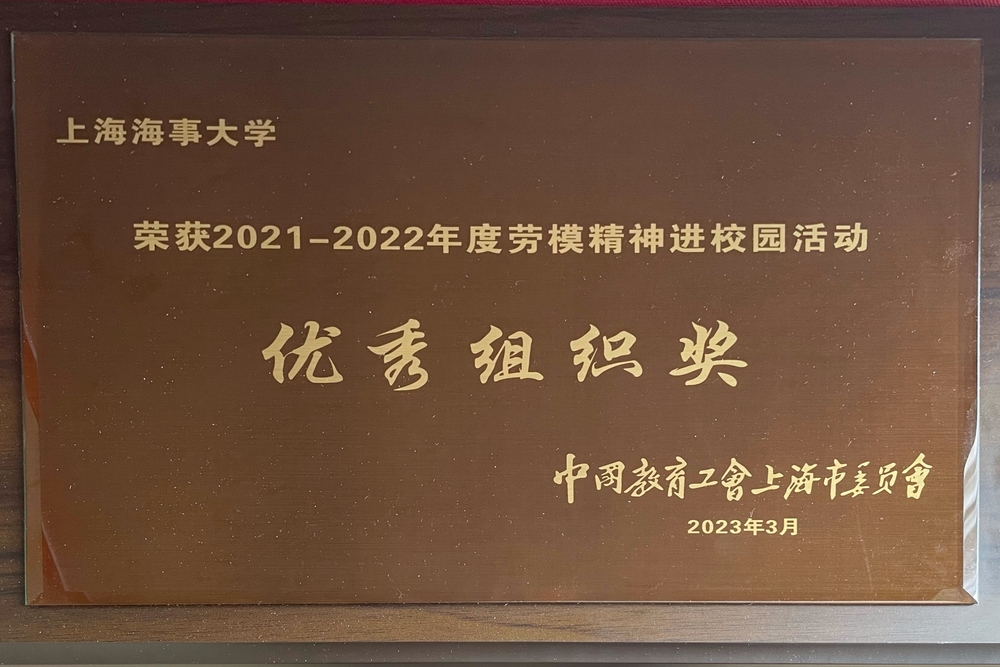 上海海事大学
荣获2021-2022年度劳模精神进校园活动
优秀组织奖
中国教育工會上海市委员會
2023年3月